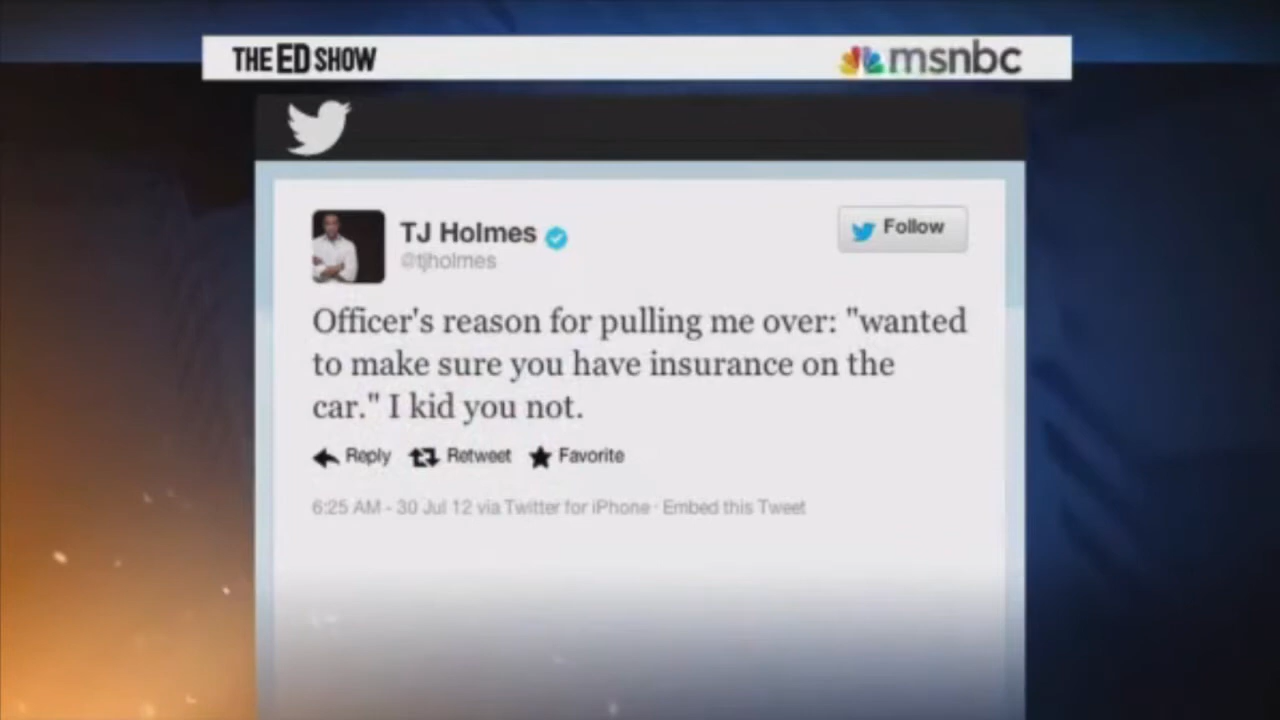 THE ED SHOW
msnbc
TJ Holmes
@tjholmes
Follow
Officer's reason for pulling me over: "wanted
to make sure you have insurance on the
car." I kid you not.
Reply Retweet Favorite
6:25 AM - 30 Jul 12 via Twitter for iPhone · Embed this Tweet